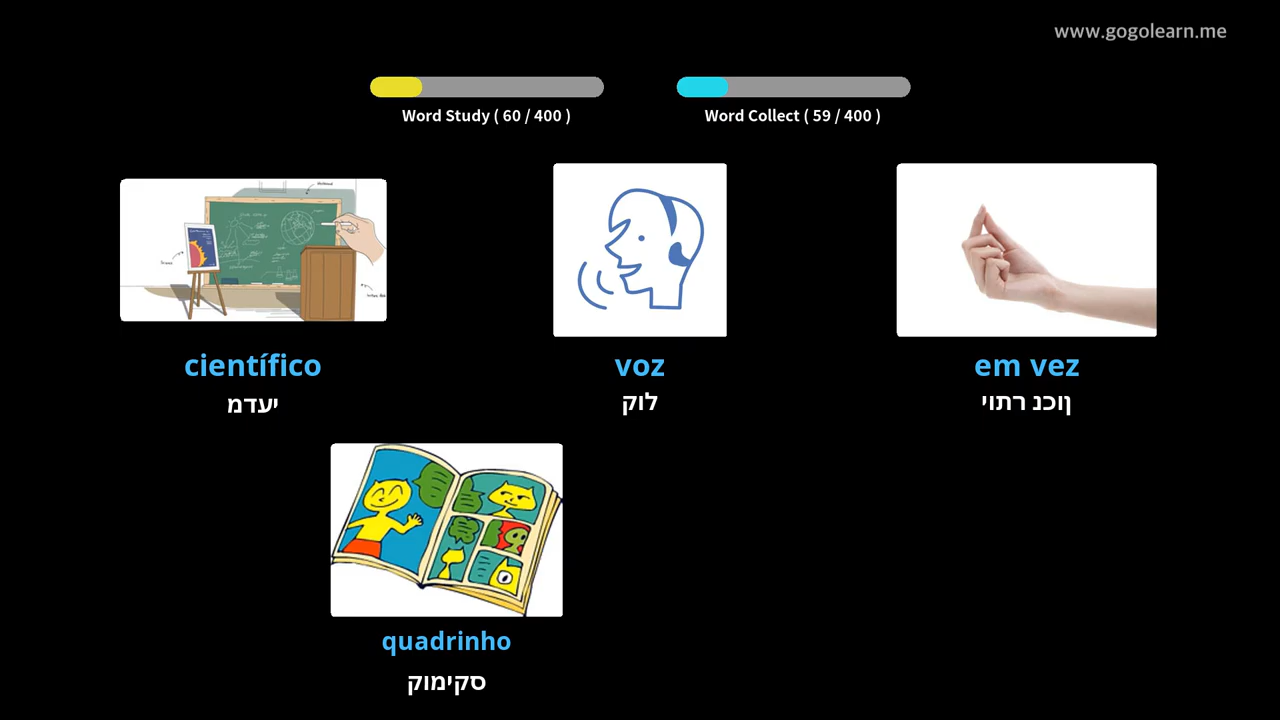 www.gogolearn.me
Word Study ( 60 / 400 )
Word Collect ( 59 / 400 )
científico
יעדמ
voz
לוק
em vez
ןוכנ רתוי
quadrinho
סקימוק